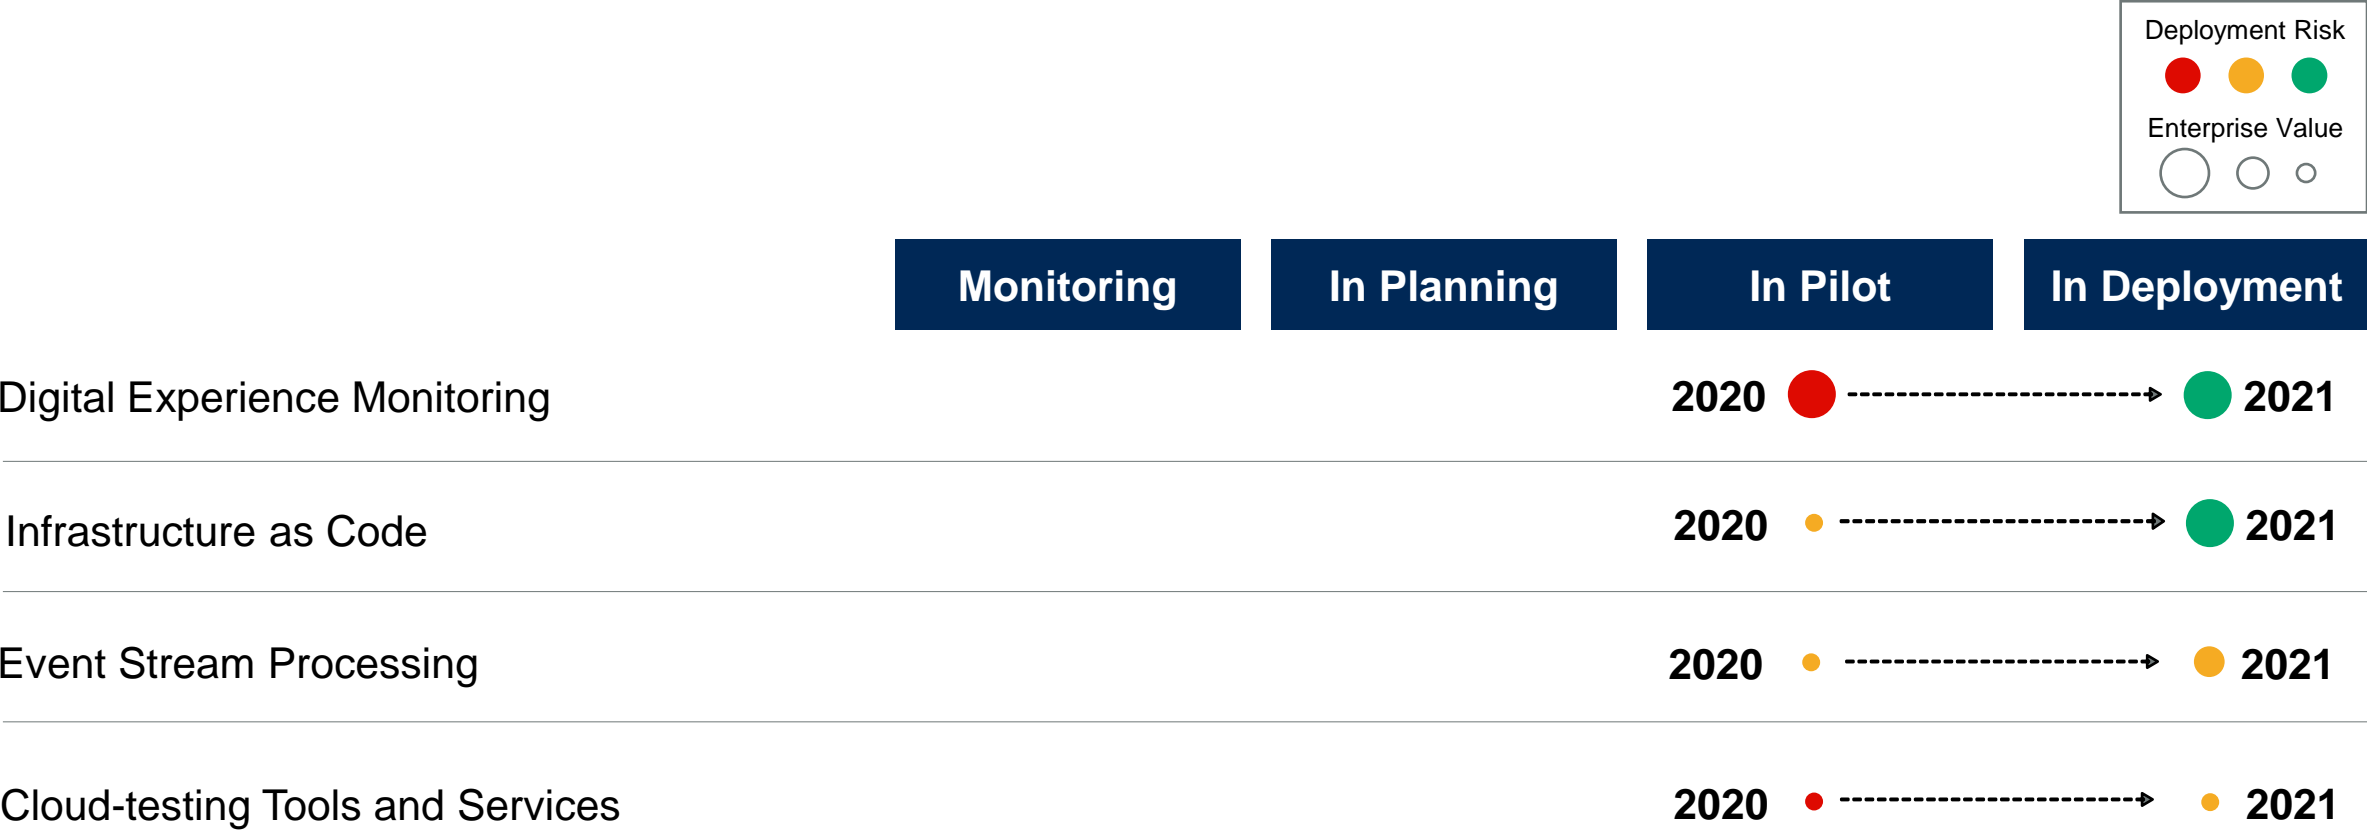 Deployment Risk
Enterprise Value
Monitoring In Planning In Pilot In Deployment
Digital Experience Monitoring 2020 2021
Infrastructure as Code 2020 2021
Event Stream Processing 2020 2021
Cloud-testing Tools and Services 2020 2021